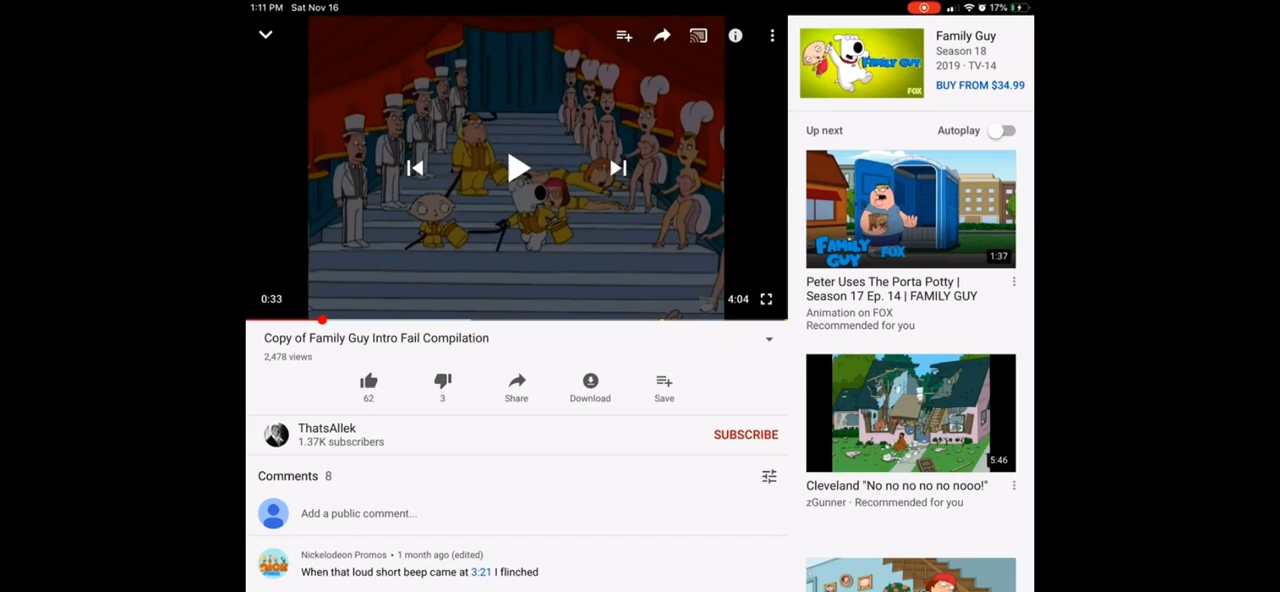 1:11 PM Sat Nov 16
17%
0:33
4:04
Copy of Family Guy Intro Fail Compilation
2,478 views
62
3
Share
Download
Save
ThatsAllek
1.37K subscribers
SUBSCRIBE
Comments 8
Add a public comment...
Nickelodeon Promos • 1 month ago (edited)
When that loud short beep came at 3:21 I flinched
FAMILY GUY
FOX
Family Guy
Season 18
2019 · TV-14
BUY FROM $34.99
Up next
Autoplay
FAMILY
GUY
FOX
1:37
Peter Uses The Porta Potty |
Season 17 Ep. 14 | FAMILY GUY
Animation on FOX
Recommended for you
5:46
Cleveland "No no no no no nooo!"
zGunner · Recommended for you